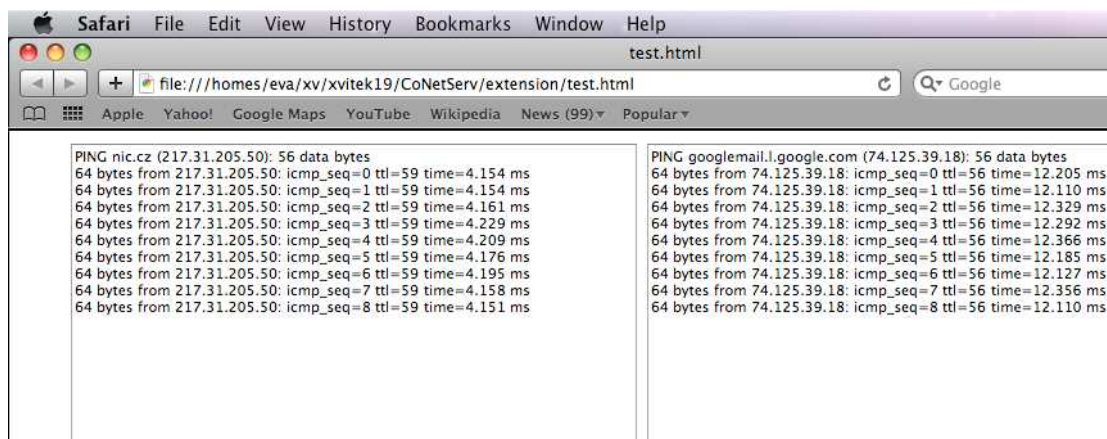 Safari File Edit View History Bookmarks Window Help
test.html
file:///homes/eva/xv/xvitek19/CoNetServ/extension/test.html
Google
Apple Yahoo! Google Maps YouTube Wikipedia News (99) Popular
PING nic.cz (217.31.205.50): 56 data bytes
64 bytes from 217.31.205.50: icmp_seq=0 ttl=59 time=4.154 ms
64 bytes from 217.31.205.50: icmp_seq=1 ttl=59 time=4.154 ms
64 bytes from 217.31.205.50: icmp_seq=2 ttl=59 time=4.161 ms
64 bytes from 217.31.205.50: icmp_seq=3 ttl=59 time=4.229 ms
64 bytes from 217.31.205.50: icmp_seq=4 ttl=59 time=4.209 ms
64 bytes from 217.31.205.50: icmp_seq=5 ttl=59 time=4.176 ms
64 bytes from 217.31.205.50: icmp_seq=6 ttl=59 time=4.195 ms
64 bytes from 217.31.205.50: icmp_seq=7 ttl=59 time=4.158 ms
64 bytes from 217.31.205.50: icmp_seq=8 ttl=59 time=4.151 ms
PING googlemail.l.google.com (74.125.39.18): 56 data bytes
64 bytes from 74.125.39.18: icmp_seq=0 ttl=56 time=12.205 ms
64 bytes from 74.125.39.18: icmp_seq=1 ttl=56 time=12.110 ms
64 bytes from 74.125.39.18: icmp_seq=2 ttl=56 time=12.329 ms
64 bytes from 74.125.39.18: icmp_seq=3 ttl=56 time=12.292 ms
64 bytes from 74.125.39.18: icmp_seq=4 ttl=56 time=12.366 ms
64 bytes from 74.125.39.18: icmp_seq=5 ttl=56 time=12.185 ms
64 bytes from 74.125.39.18: icmp_seq=6 ttl=56 time=12.127 ms
64 bytes from 74.125.39.18: icmp_seq=7 ttl=56 time=12.356 ms
64 bytes from 74.125.39.18: icmp_seq=8 ttl=56 time=12.110 ms